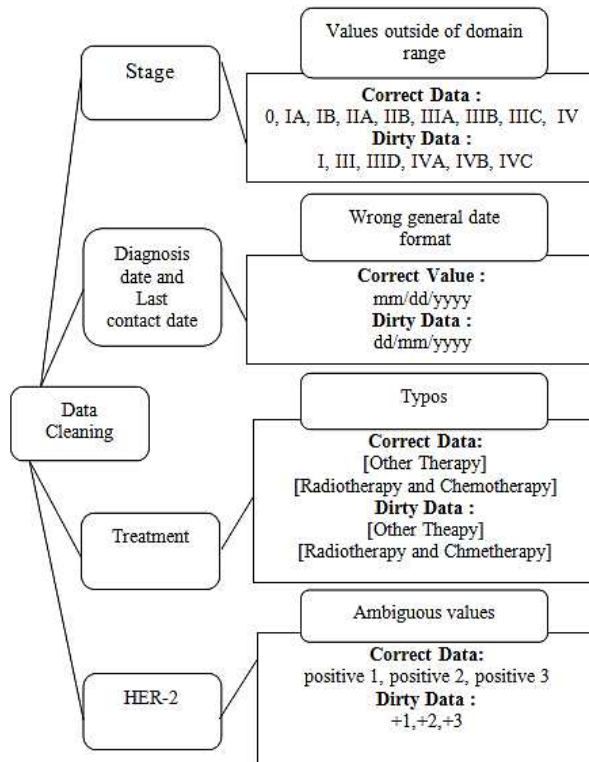 Stage
Values outside of domain
range
Correct Data :
0, IA, IB, IIA, IIB, IIIA, IIIB, IIIC, IV
Dirty Data :
I, III, IIID, IVA, IVB, IVC
Diagnosis
date and
Last
contact date
Wrong general date
format
Correct Value :
mm/dd/yyyy
Dirty Data :
dd/mm/yyyy
Data
Cleaning
Treatment
Typos
Correct Data:
[Other Therapy]
[Radiotherapy and Chemotherapy]
Dirty Data :
[Other Theapy]
[Radiotherapy and Chmetherapy]
HER-2
Ambiguous values
Correct Data:
positive 1, positive 2, positive 3
Dirty Data :
+1,+2,+3